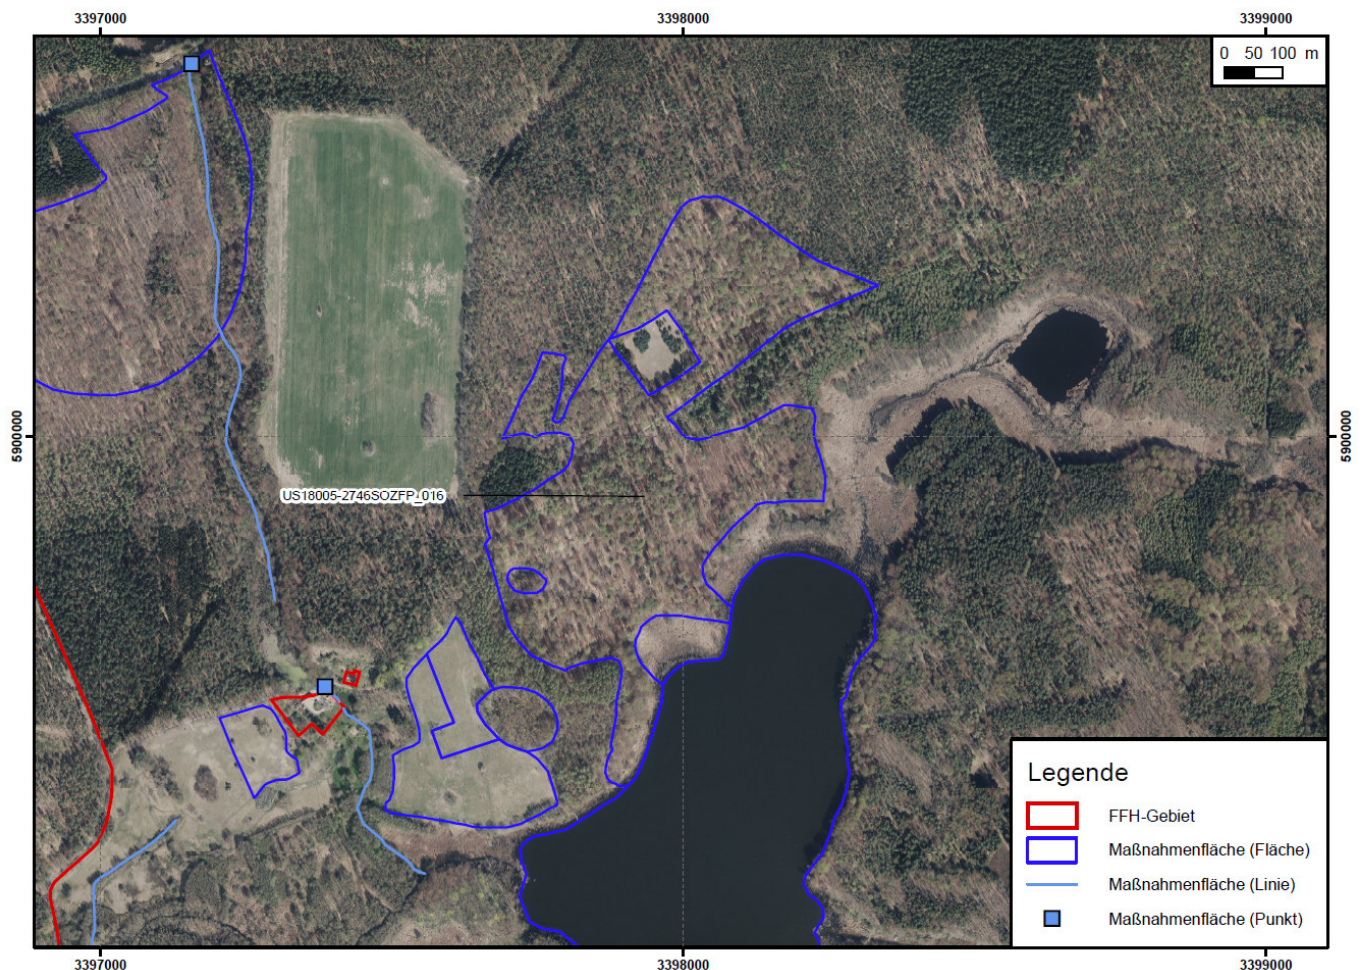 3397000 3398000 3399000
0 50 100 m
5900000 5900000
US18005-2746SOZFP_016
Legende
FFH-Gebiet
Maßnahmenfläche (Fläche)
Maßnahmenfläche (Linie)
Maßnahmenfläche (Punkt)
3397000 3398000 3399000